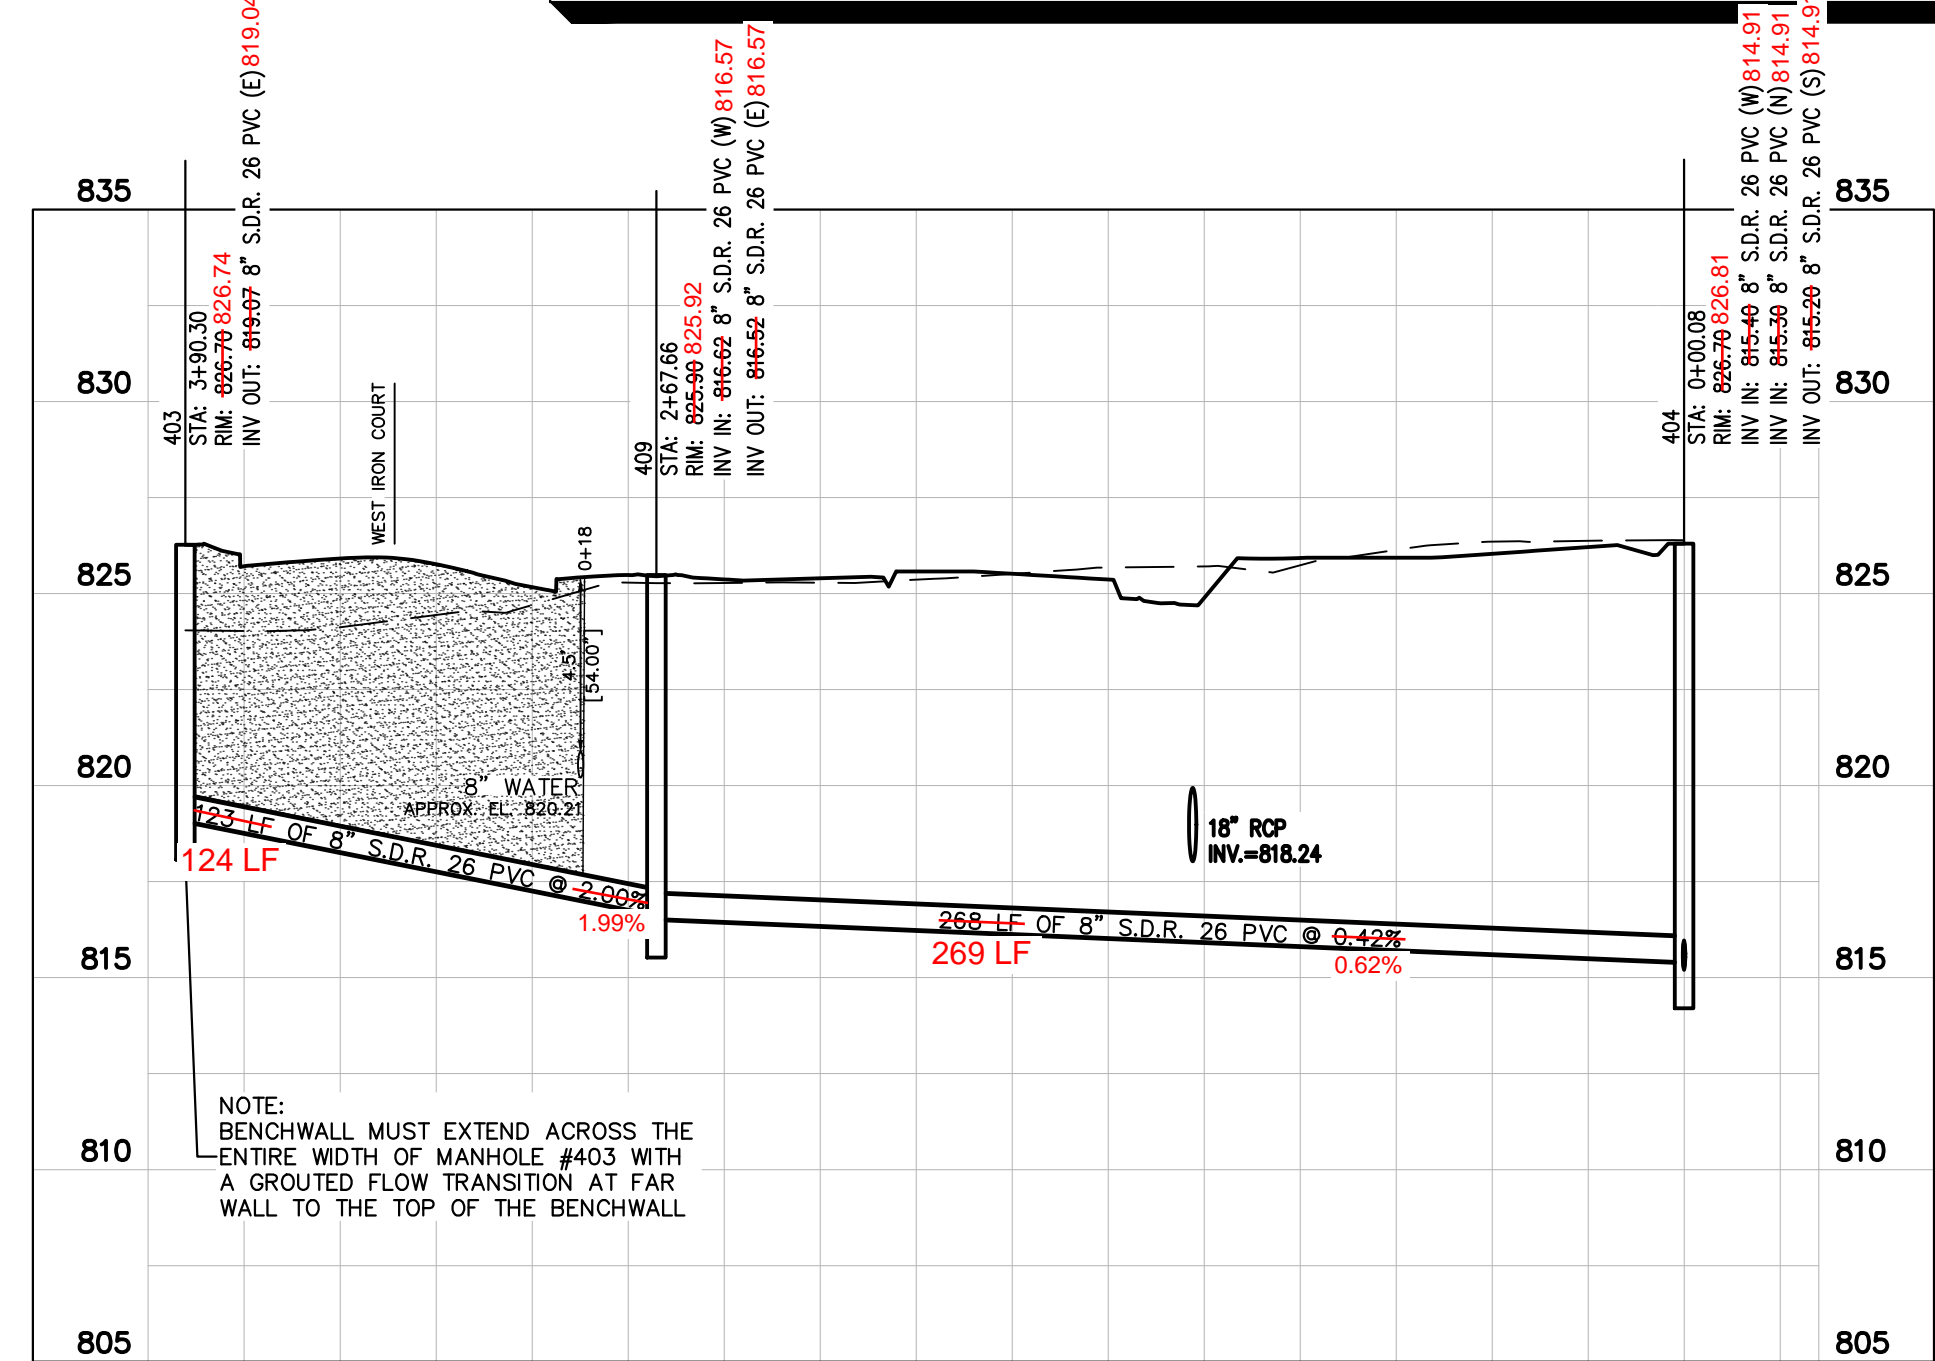 403
STA: 3+90.30
RIM: 826.70 826.74
INV OUT: 819.07 8" S.D.R. 26 PVC (E) 819.04
WEST IRON COURT
409
STA: 2+67.66
RIM: 825.90 825.92
INV IN: 816.62 8" S.D.R. 26 PVC (W) 816.57
INV OUT: 816.52 8" S.D.R. 26 PVC (E) 816.57
404
STA: 0+00.08
RIM: 826.70 826.81
INV IN: 815.40 8" S.D.R. 26 PVC (W) 814.91
INV IN: 815.30 8" S.D.R. 26 PVC (N) 814.91
INV OUT: 815.20 8" S.D.R. 26 PVC (S) 814.91
835
835
830
830
825
825
820
820
815
815
810
810
805
805
0+18
4.5'
[54.00"]
8" WATER
APPROX. EL. 820.21
123 LF OF 8" S.D.R. 26 PVC @ 2.00%
124 LF
1.99%
18" RCP
INV.=818.24
268 LF OF 8" S.D.R. 26 PVC @ 0.42%
269 LF
0.62%
NOTE:
BENCHWALL MUST EXTEND ACROSS THE
ENTIRE WIDTH OF MANHOLE #403 WITH
A GROUTED FLOW TRANSITION AT FAR
WALL TO THE TOP OF THE BENCHWALL